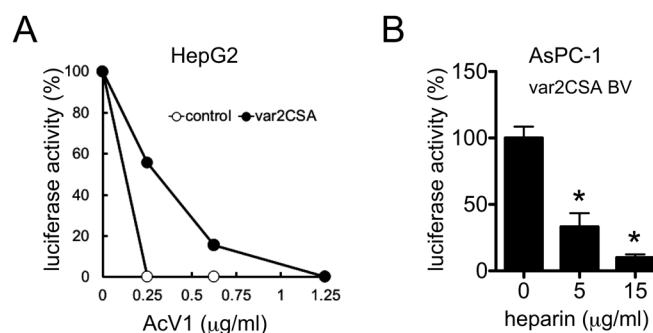 A
HepG2
luciferase activity (%)
100
80
60
40
20
0
control
var2CSA
0
0.25
0.5
0.75
1
1.25
AcV1 (µg/ml)
B
AsPC-1
var2CSA BV
luciferase activity (%)
150
100
50
0
*
*
0
5
15
heparin (µg/ml)